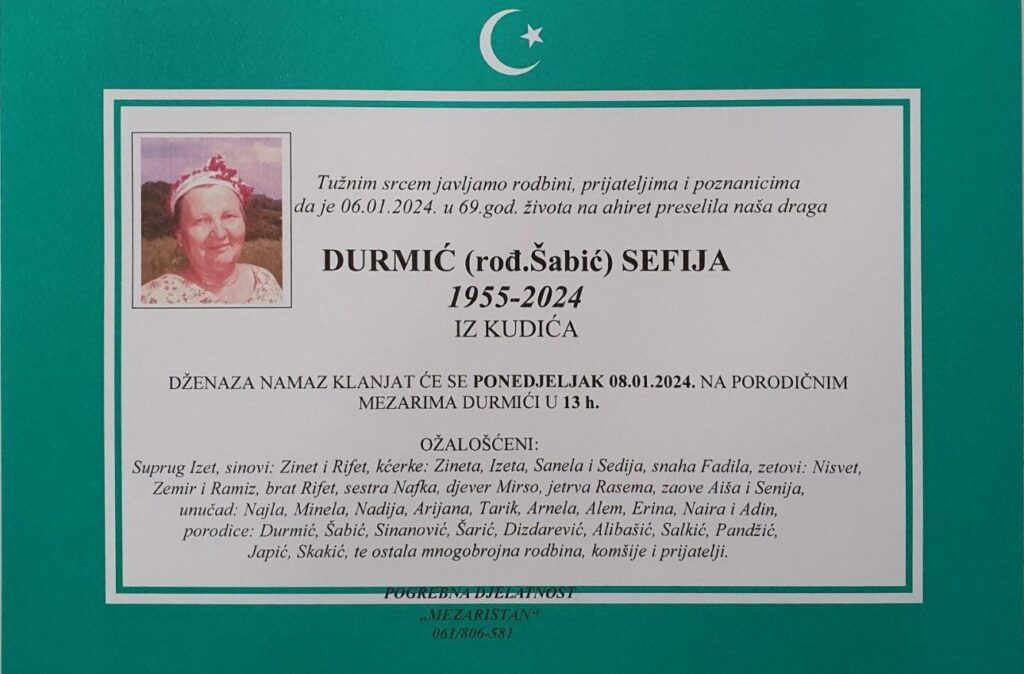 Tužnim srcem javljamo rodbini, prijateljima i poznanicima
da je 06.01.2024. u 69.god. života na ahiret preselila naša draga
DURMIĆ (rođ.Šabić) SEFIJA
1955-2024
IZ KUDIĆA
DŽENAZA NAMAZ KLANJAT ĆE SE PONEDJELJAK 08.01.2024. NA PORODIČNIM
MEZARIMA DURMIĆI U 13 h.
OŽALOŠĆENI:
Suprug Izet, sinovi: Zinet i Rifet, kćerke: Zineta, Izeta, Sanela i Sedija, snaha Fadila, zetovi: Nisvet,
Zemir i Ramiz, brat Rifet, sestra Nafka, djever Mirso, jetrva Rasema, zaove Aiša i Senija,
unučad: Najla, Minela, Nadija, Arijana, Tarik, Arnela, Alem, Erina, Naira i Adin,
porodice: Durmić, Šabić, Sinanović, Šarić, Dizdarević, Alibašić, Salkić, Pandžić,
Japić, Skakić, te ostala mnogobrojna rodbina, komšije i prijatelji.
POGREBNA DJELATNOST
„MEZARISTAN“
061/806-581